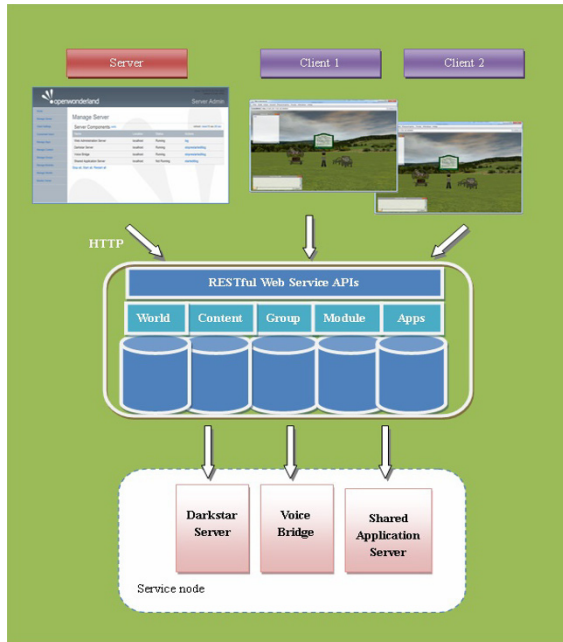 Server
Client 1
Client 2
openwonderland
Server Admin
Manage Server
Server Components
HTTP
RESTful Web Service APIs
World
Content
Group
Module
Apps
Darkstar
Server
Voice
Bridge
Shared
Application
Server
Service node